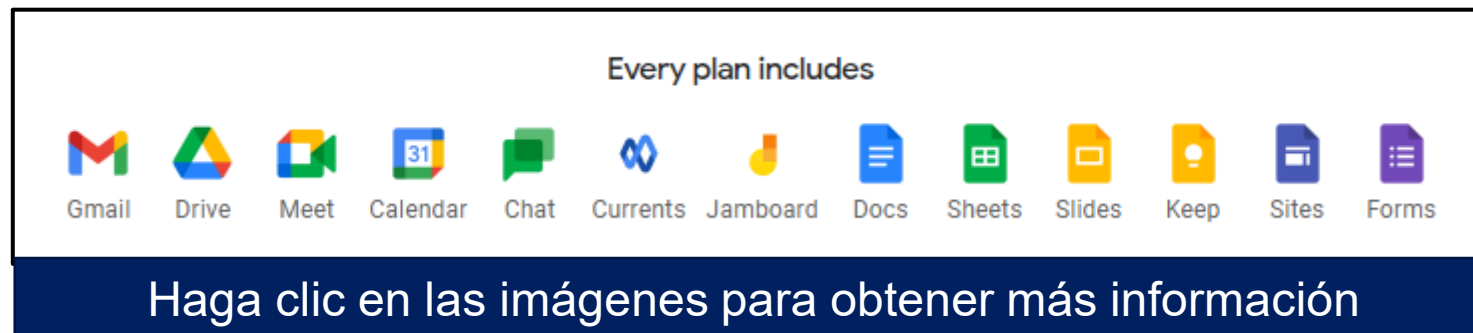 Every plan includes
31
Gmail Drive Meet Calendar Chat Currents Jamboard Docs Sheets Slides Keep Sites Forms
Haga clic en las imágenes para obtener más información